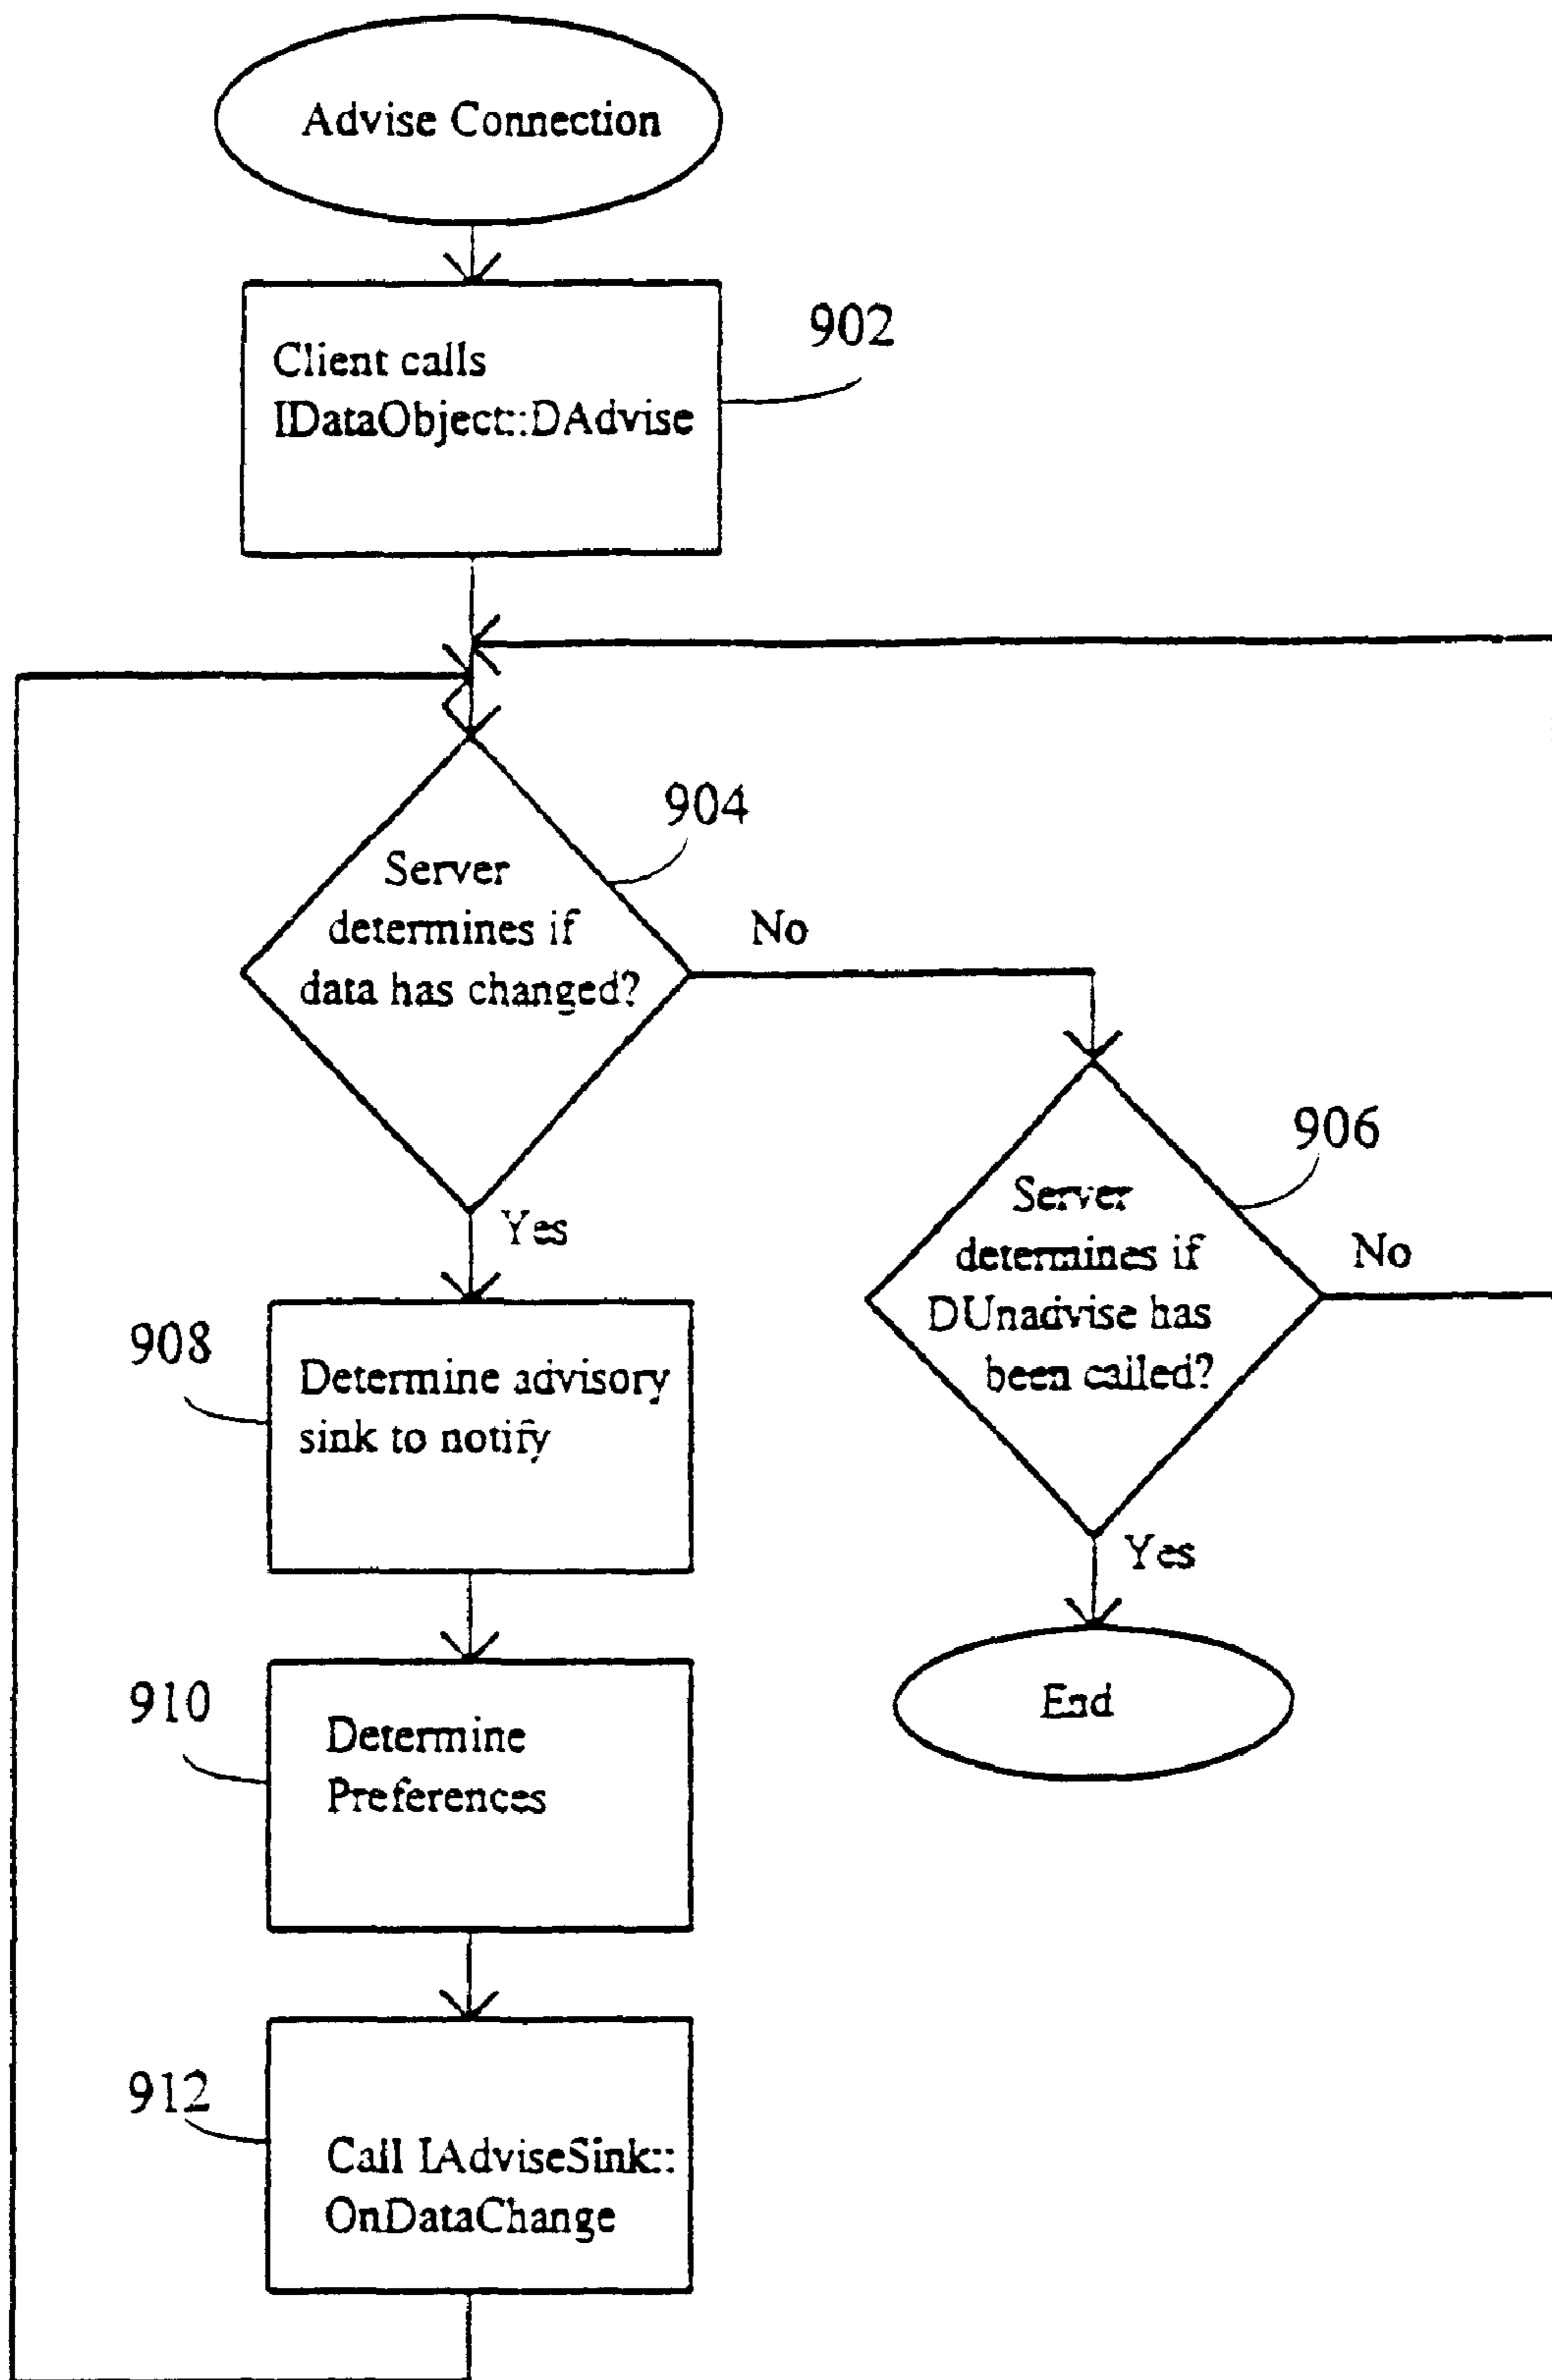 Advise Connection
902
Client calls
IDataObject::DAdvise
904
Server
determines if
data has changed?
No
Yes
906
Server
determines if
DUnadvise has
been called?
No
Yes
End
908
Determine advisory
sink to notify
910
Determine
Preferences
912
Call IAdviseSink::
OnDataChange